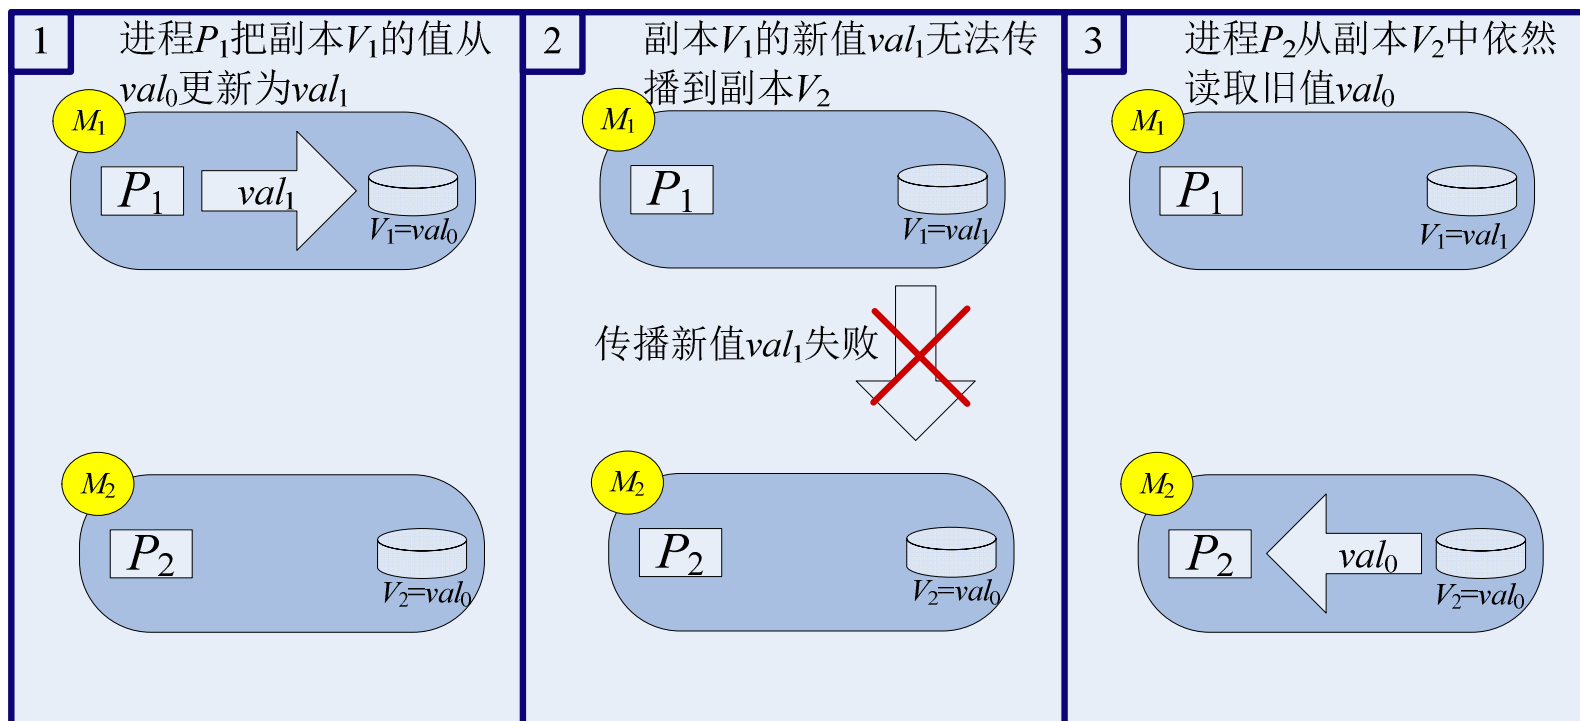 1
进程P₁把副本V₁的值从
val₀更新为val₁
M₁
P₁
val₁
V₁=val₀
M₂
P₂
V₂=val₀
2
副本V₁的新值val₁无法传
播到副本V₂
M₁
P₁
V₁=val₁
传播新值val₁失败
M₂
P₂
V₂=val₀
3
进程P₂从副本V₂中依然
读取旧值val₀
M₁
P₁
V₁=val₁
M₂
P₂
val₀
V₂=val₀